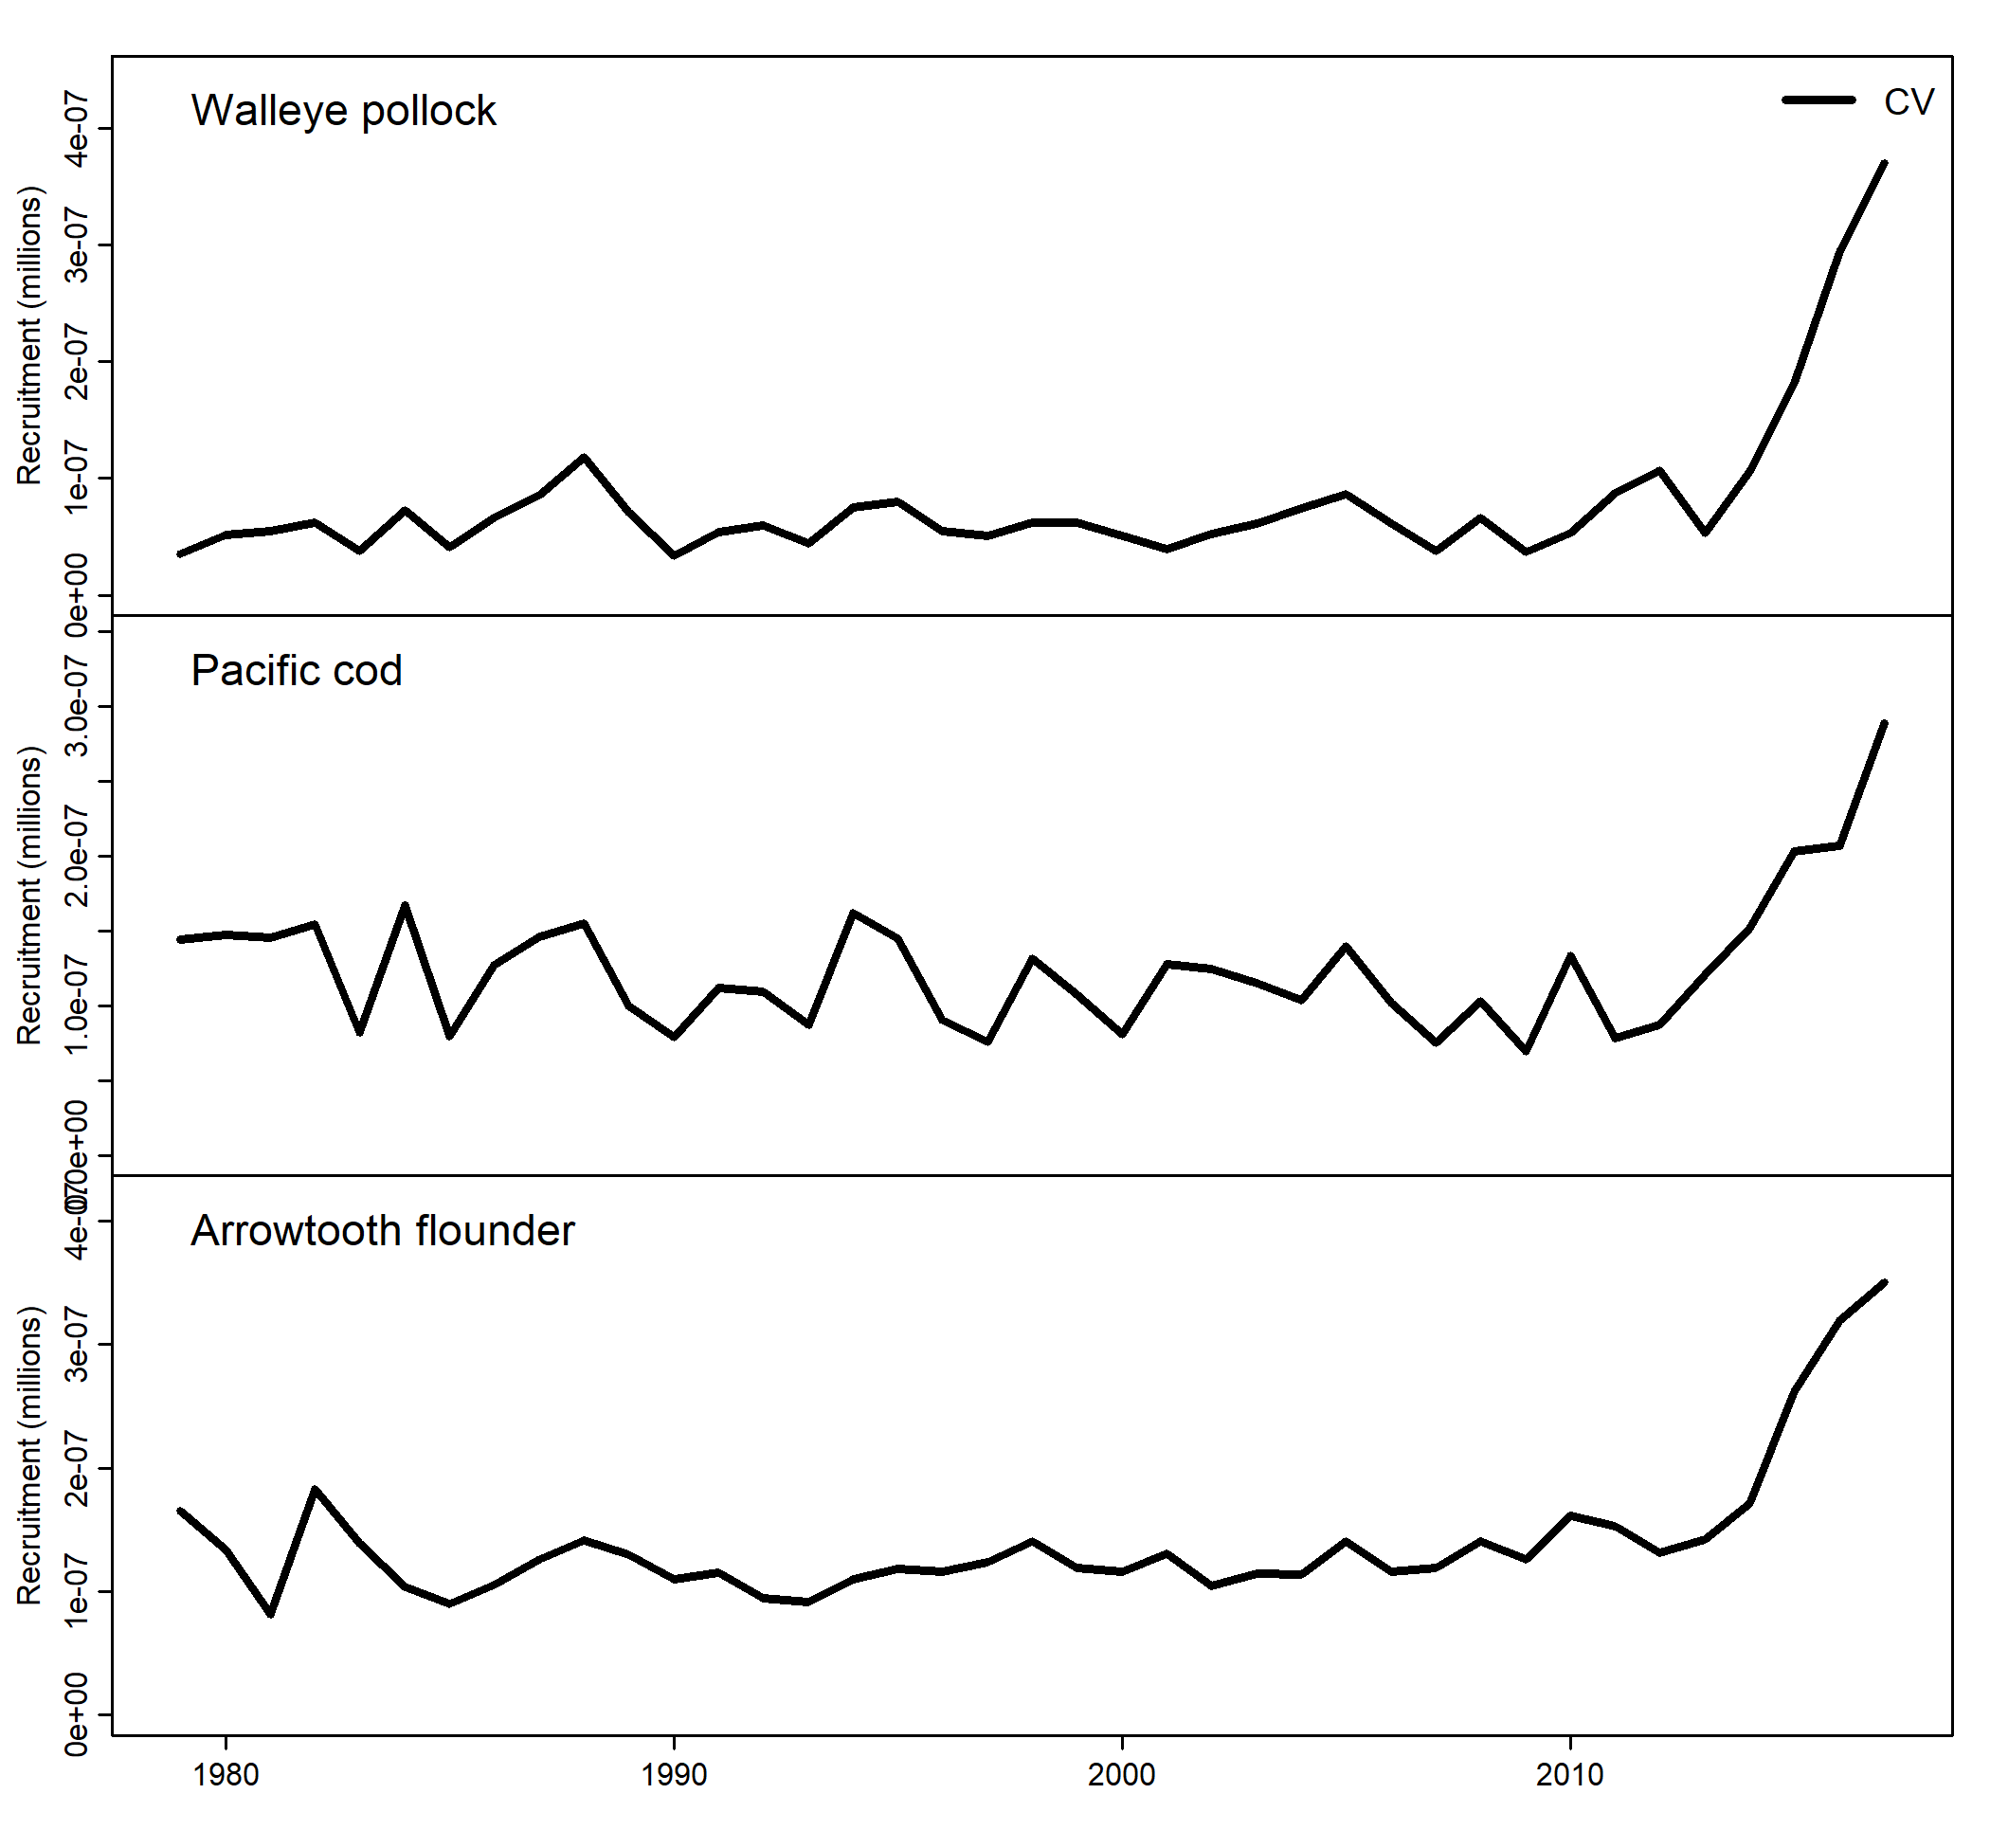 Walleye pollock
CV
Recruitment (millions)
4e-07
3e-07
2e-07
1e-07
0e+00
Pacific cod
Recruitment (millions)
3.0e-07
2.0e-07
1.0e-07
0.0e+00
Arrowtooth flounder
Recruitment (millions)
4e-07
3e-07
2e-07
1e-07
0e+00
1980 1990 2000 2010